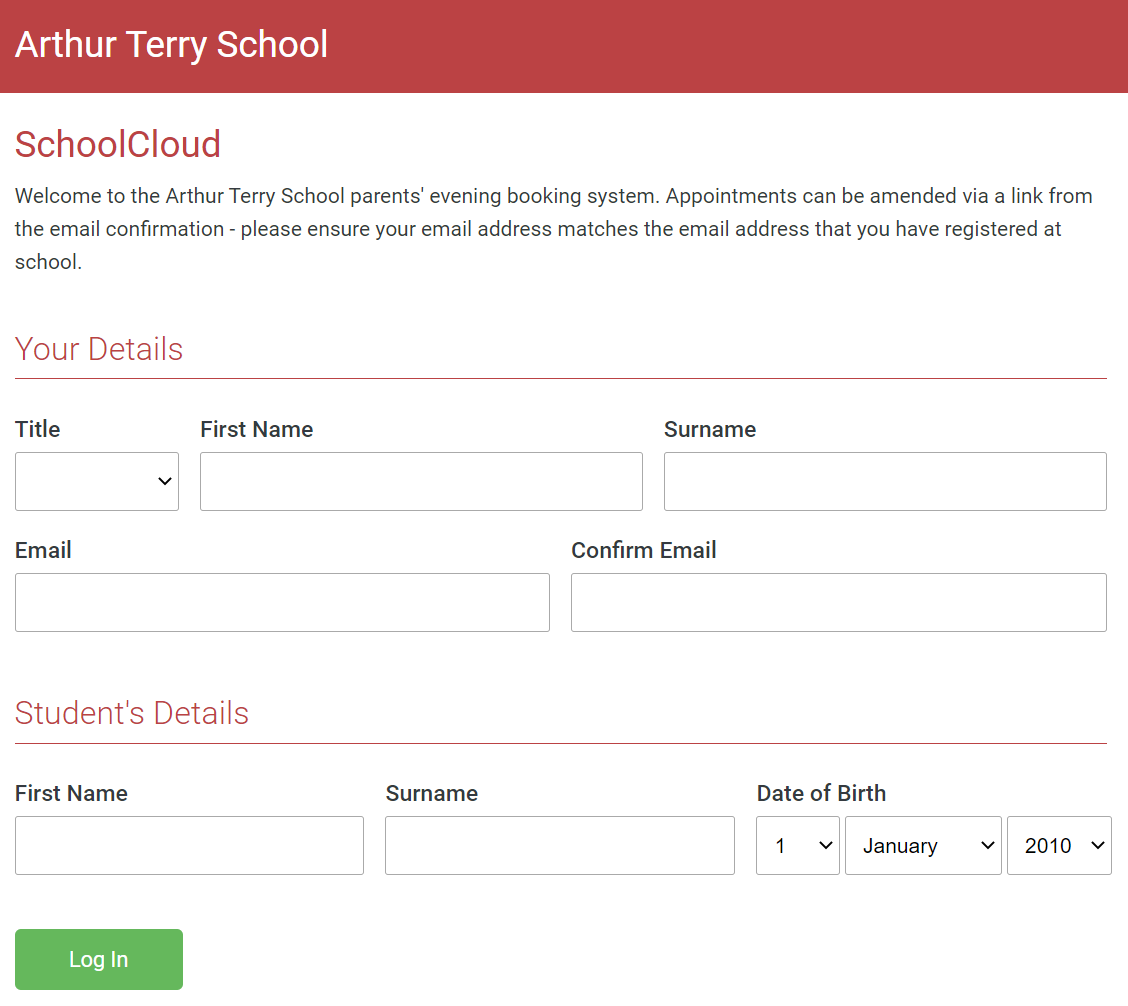 Arthur Terry School
SchoolCloud
Welcome to the Arthur Terry School parents' evening booking system. Appointments can be amended via a link from
the email confirmation - please ensure your email address matches the email address that you have registered at
school.
Your Details
Title First Name Surname
Email Confirm Email
Student's Details
First Name Surname Date of Birth
1 January 2010
Log In